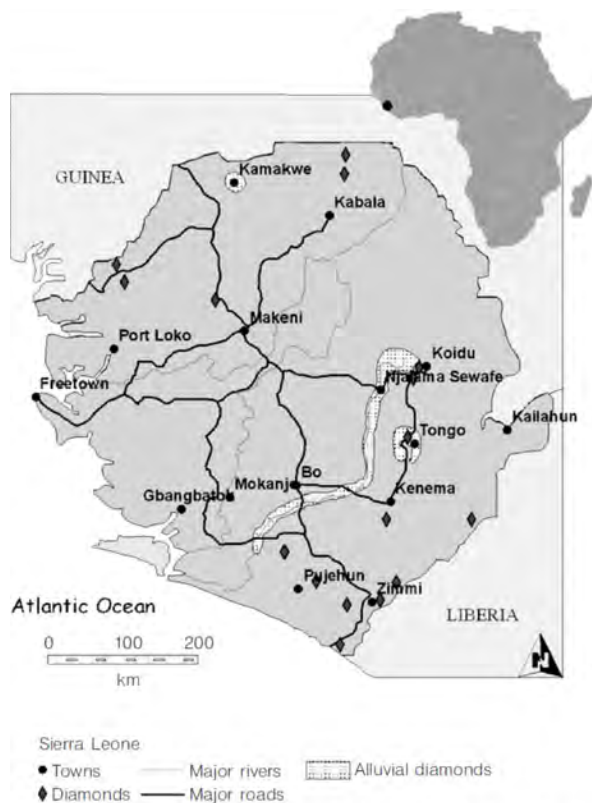 GUINEA
Kamakwe
Kabala
Makeni
Port Loko
Koidu
Freetown
Njaiama Sewafe
Kailahun
Tongo
Bo
Mokanji
Gbangbatok
Kenema
Pujehun
Zimmi
Atlantic Ocean
LIBERIA
0 100 200
km
N
Sierra Leone
Towns
Major rivers
Alluvial diamonds
Diamonds
Major roads